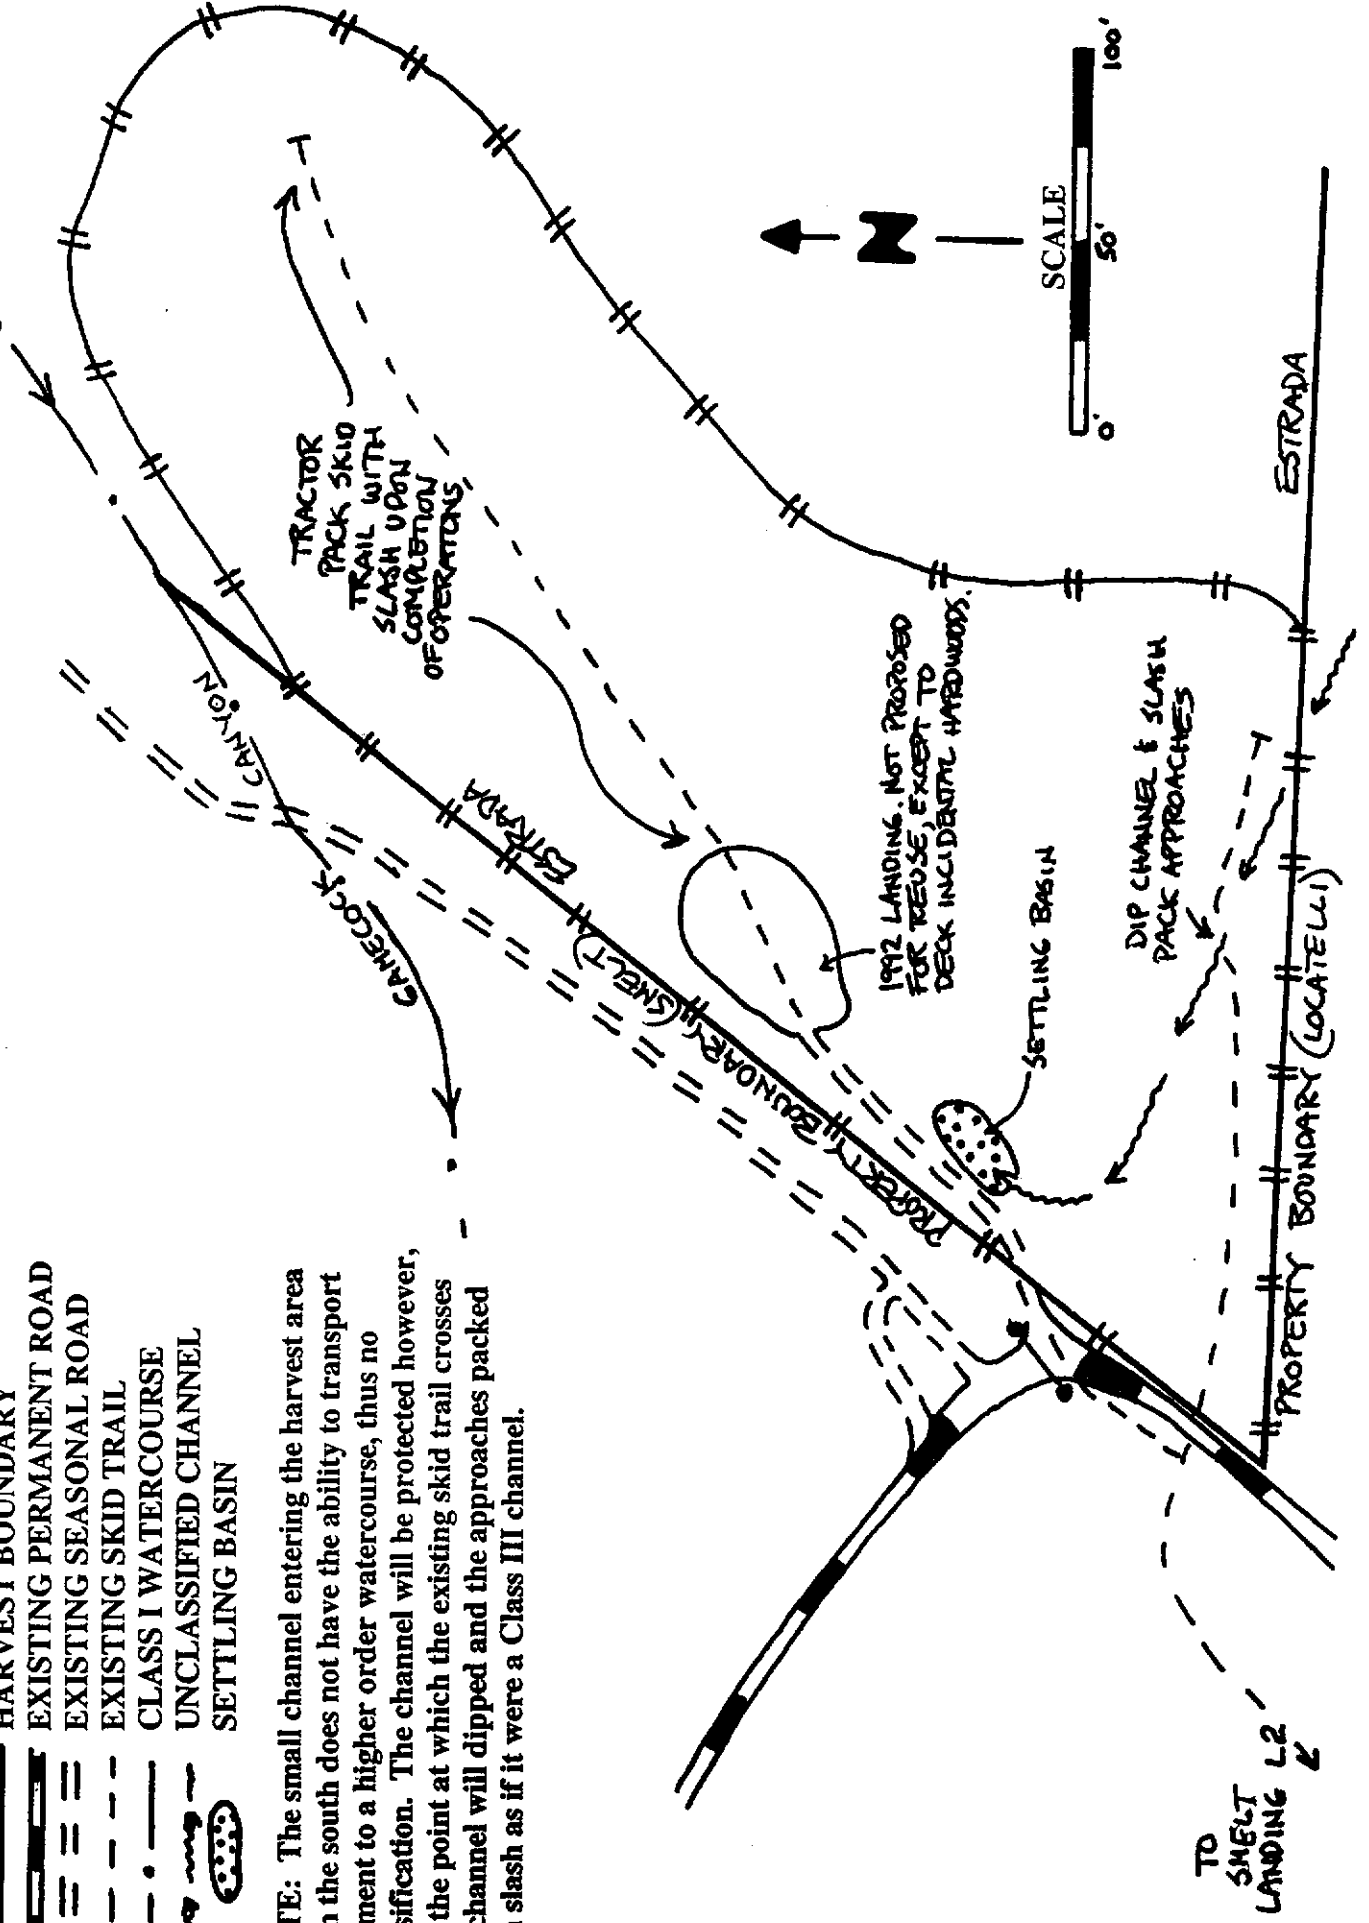 HARVEST BOUNDARY
EXISTING PERMANENT ROAD
EXISTING SEASONAL ROAD
EXISTING SKID TRAIL
CLASS I WATERCOURSE
UNCLASSIFIED CHANNEL
SETTLING BASIN
TE: The small channel entering the harvest area
the south does not have the ability to transport
ment to a higher order watercourse, thus no
sification. The channel will be protected however,
the point at which the existing skid trail crosses
channel will dipped and the approaches packed
slash as if it were a Class III channel.
GAMECOCK
CANYON
TRACTOR
PACK SKID
TRAIL WITH
SLASH UPON
COMPLETION
OF OPERATONS
PROPERTY BOUNDARY (SMELT)
ESTRADA
1992 LANDING. NOT PROPOSED
FOR REUSE, EXCEPT TO
DECK INCIDENTAL HARDWOODS.
SETTLING BASIN
DIP CHANNEL & SLASH
PACK APPROACHES
PROPERTY BOUNDARY (LOCATELLI)
ESTRADA
N
SCALE
0' 50' 100'
TO
SMELT
LANDING L2